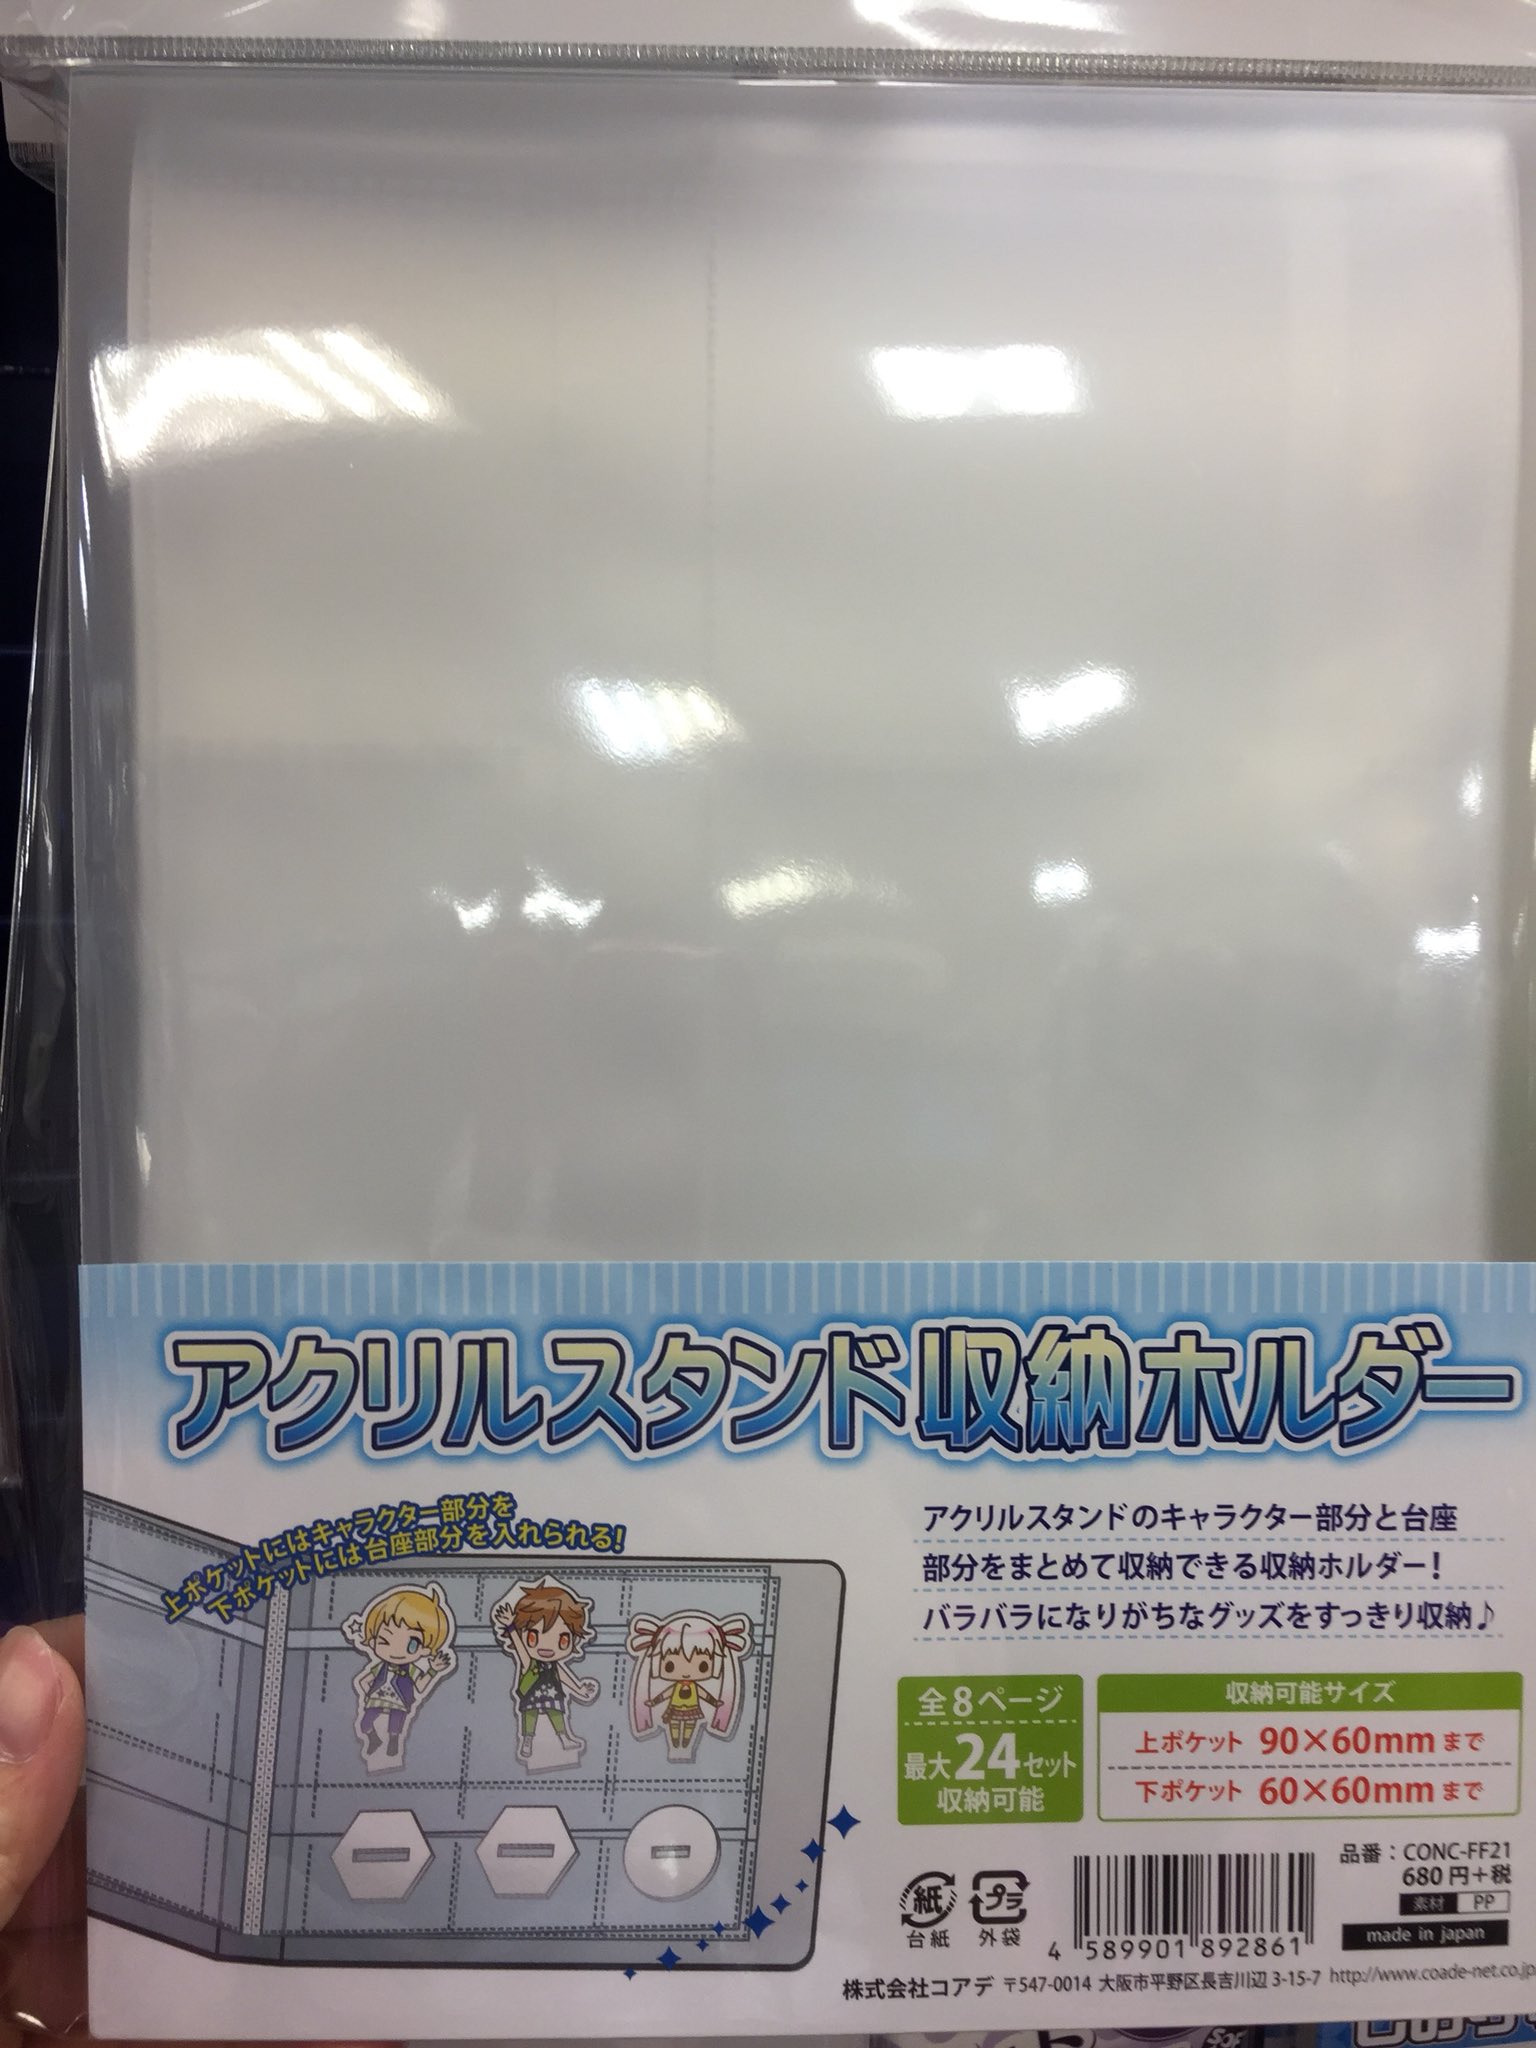 アクリルスタンド収納ホルダー
上ポケットにはキャラクター部分を
下ポケットには台座部分を入れられる!
アクリルスタンドのキャラクター部分と台座
部分をまとめて収納できる収納ホルダー!
バラバラになりがちなグッズをすっきり収納♪
全8ページ
最大24セット
収納可能
収納可能サイズ
上ポケット 90×60mmまで
下ポケット 60×60mmまで
品番:CONC-FF21
680円+税
素材 PP
made in japan
紙
台紙
プラ
外袋
4 589901 892861
株式会社コアデ 〒547-0014 大阪市平野区長吉川辺 3-15-7 http://www.coade-net.co.jp